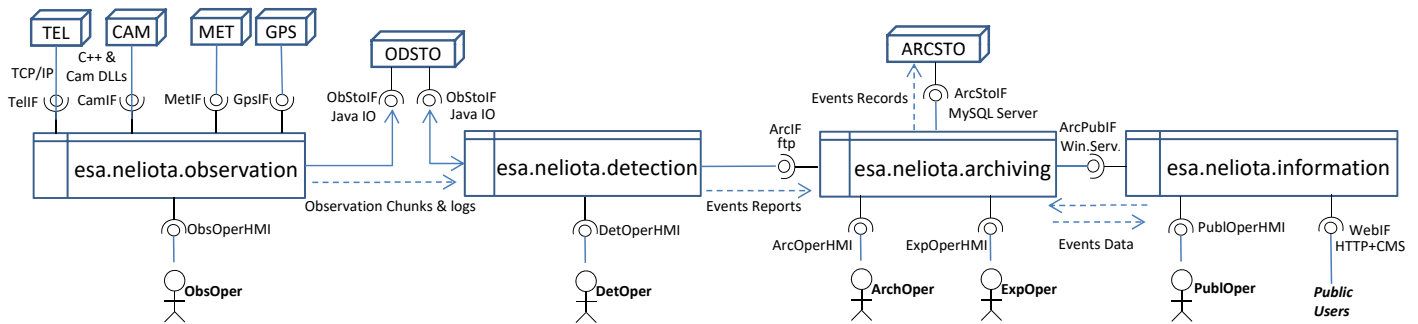 TEL
CAM
MET
GPS
ODSTO
ARCSTO
TCP/IP
C++ &
Cam DLLs
TelIF
CamIF
MetIF
GpsIF
ObStoIF
Java IO
ObStoIF
Java IO
Events Records
ArcStoIF
MySQL Server
ArcIF
ftp
ArcPubIF
Win.Serv.
esa.neliota.observation
esa.neliota.detection
esa.neliota.archiving
esa.neliota.information
Observation Chunks & logs
Events Reports
Events Data
ObsOperHMI
DetOperHMI
ArcOperHMI
ExpOperHMI
PublOperHMI
WebIF
HTTP+CMS
ObsOper
DetOper
ArchOper
ExpOper
PublOper
Public
Users